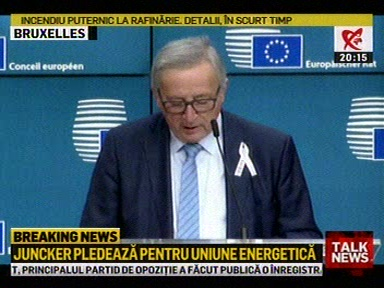 INCENDIU PUTERNIC LA RAFINĂRIE. DETALII, ÎN SCURT TIMP
BRUXELLES
20:15
Conseil européen
Europäischer Rat
BREAKING NEWS
JUNCKER PLEDEAZĂ PENTRU UNIUNE ENERGETICĂ
TALK NEWS
T, PRINCIPALUL PARTID DE OPOZIȚIE A FĂCUT PUBLICĂ O ÎNREGISTR